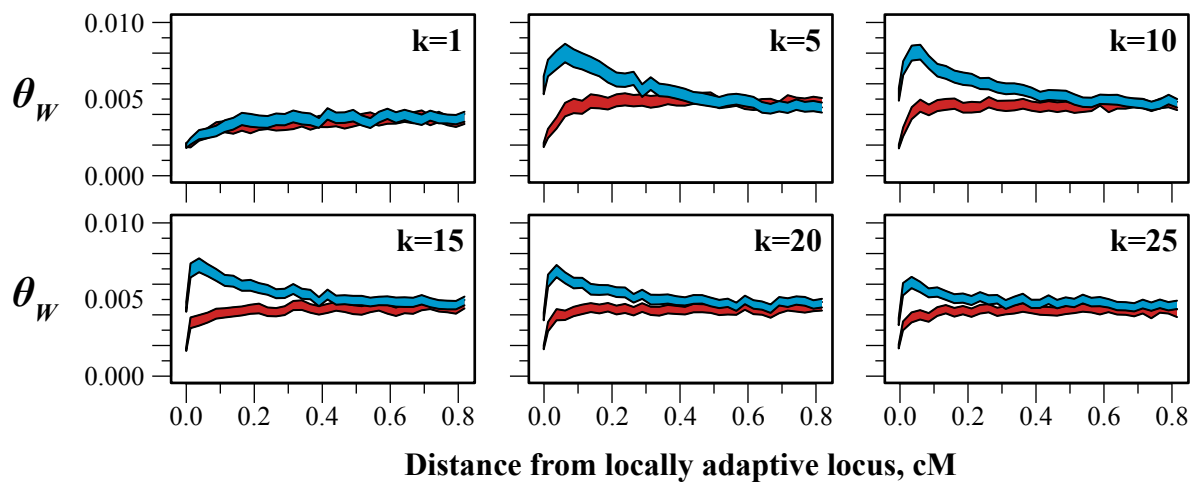 0.010
k=1
k=5
k=10
θW
0.005
0.000
0.010
k=15
k=20
k=25
θW
0.005
0.000
0.0 0.2 0.4 0.6 0.8 0.0 0.2 0.4 0.6 0.8 0.0 0.2 0.4 0.6 0.8
Distance from locally adaptive locus, cM